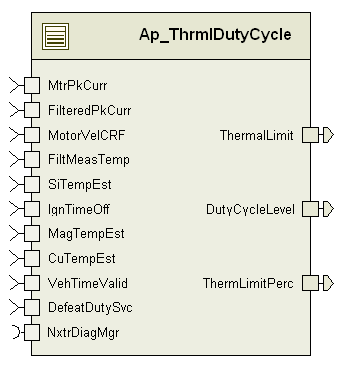 Ap_ThrmlDutyCycle
MtrPkCurr
FilteredPkCurr
MotorVelCRF
ThermalLimit
FiltMeasTemp
SiTempEst
IgnTimeOff
DutyCycleLevel
MagTempEst
CuTempEst
VehTimeValid
ThermLimitPerc
DefeatDutySvc
NxtrDiagMgr